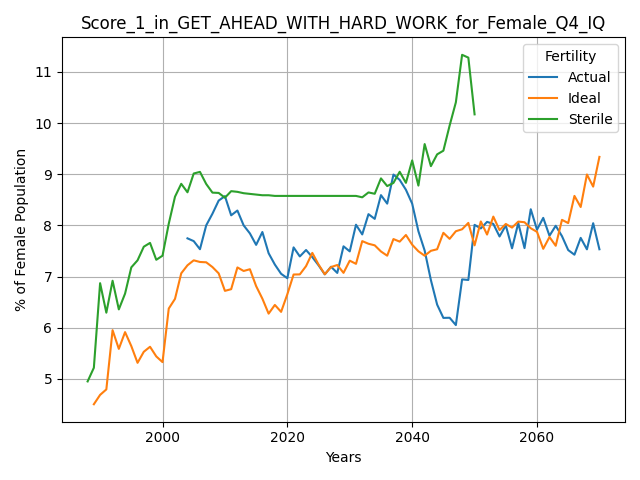 Score_1_in_GET_AHEAD_WITH_HARD_WORK_for_Female_Q4_IQ
Fertility
Actual
Ideal
Sterile
% of Female Population
11
10
9
8
7
6
5
2000 2020 2040 2060
Years